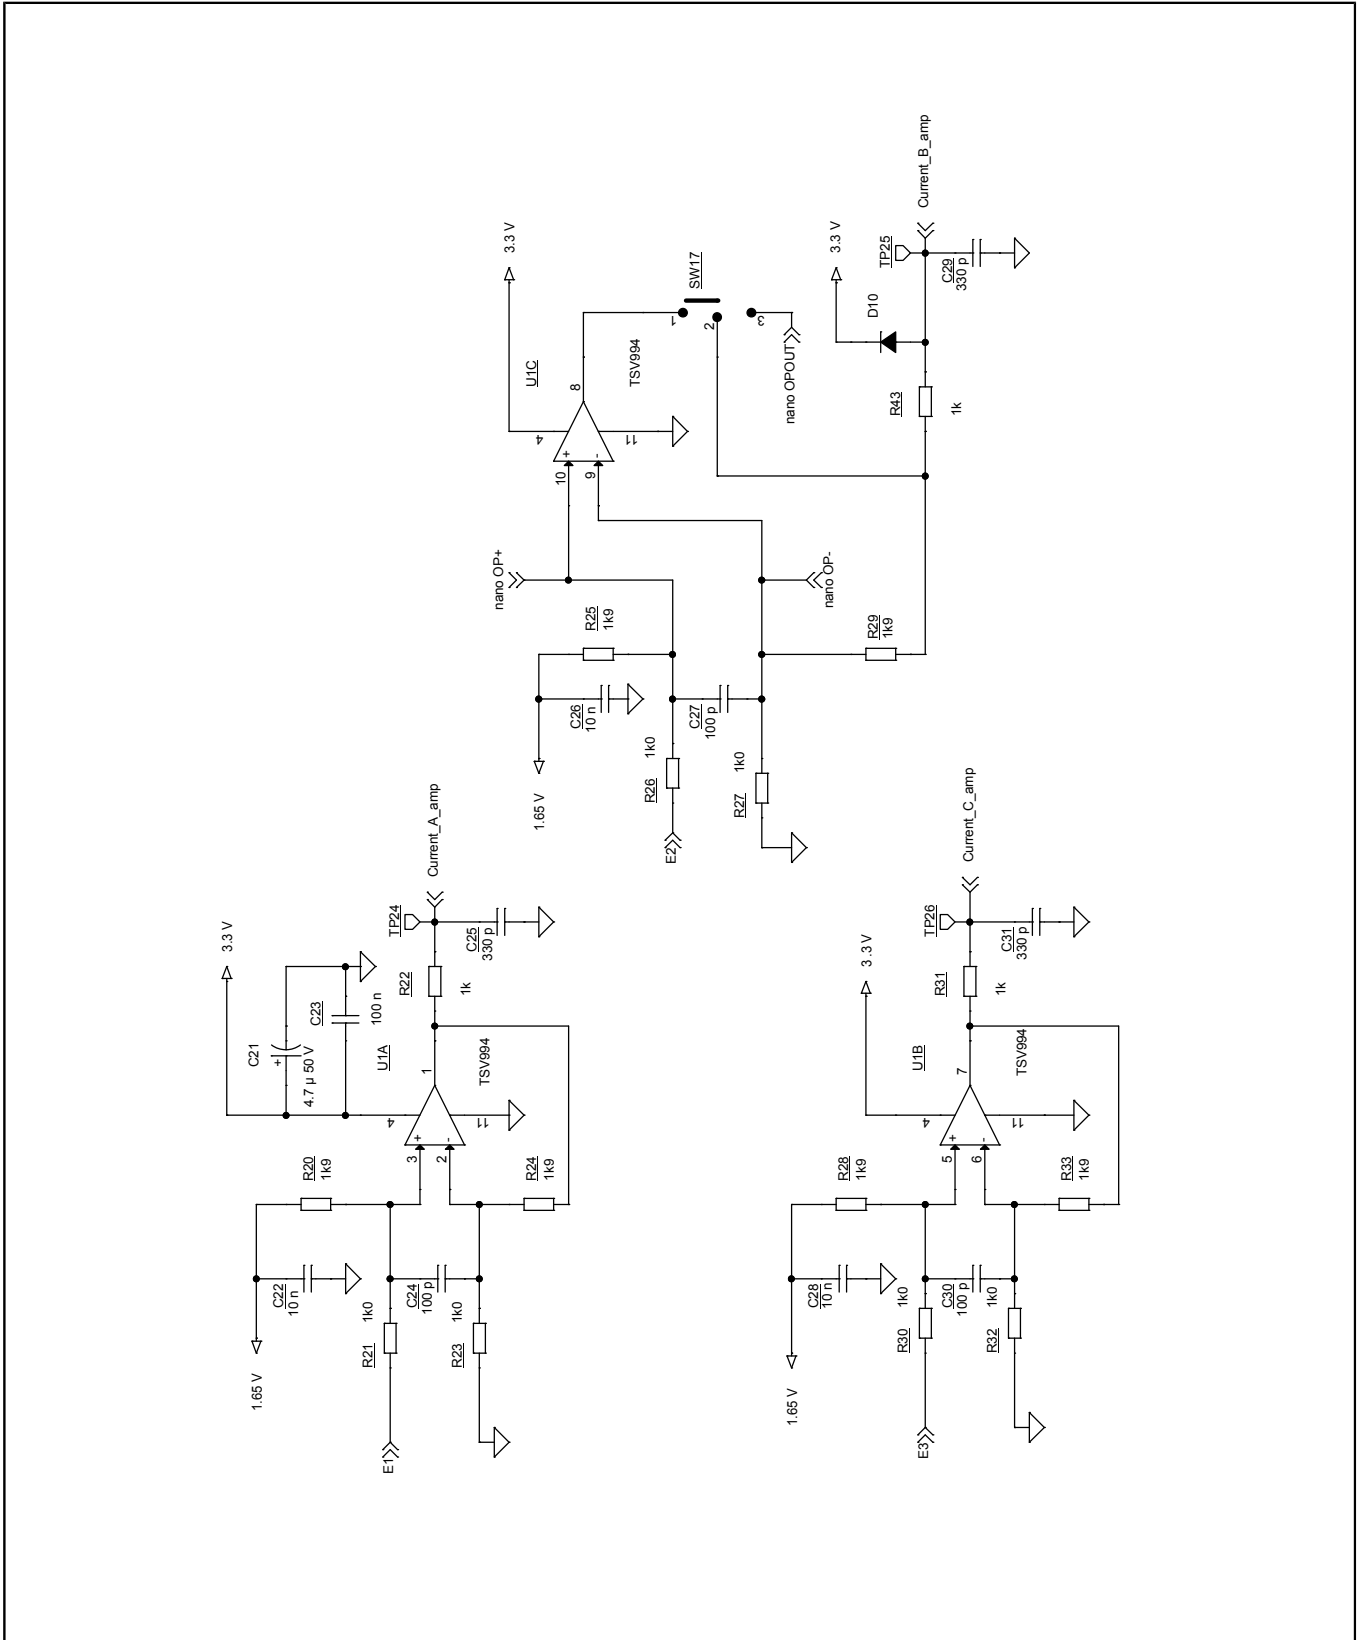 Current_B_amp
3.3 V
3.3 V
TP25
C29
330 p
SW17
D10
1
2
3
nano OPOUT
U1C
TSV994
8
4
11
+
-
10
9
R43
1k
nano OP+
nano OP-
R25
1k9
R29
1k9
C26
10 n
C27
100 p
1k0
R26
1k0
R27
1.65 V
E2
Current_A_amp
TP24
C25
330 p
3.3 V
R22
1k
C23
100 n
C21
+
4.7 µ 50 V
U1A
TSV994
1
4
11
+
-
3
2
R20
1k9
R24
1k9
C22
10 n
C24
100 p
1k0
R21
1k0
R23
1.65 V
E1
Current_C_amp
TP26
C31
330 p
3 .3 V
R31
1k
U1B
TSV994
7
4
11
+
-
5
6
R28
1k9
R33
1k9
C28
10 n
C30
100 p
1k0
R30
1k0
R32
1.65 V
E3